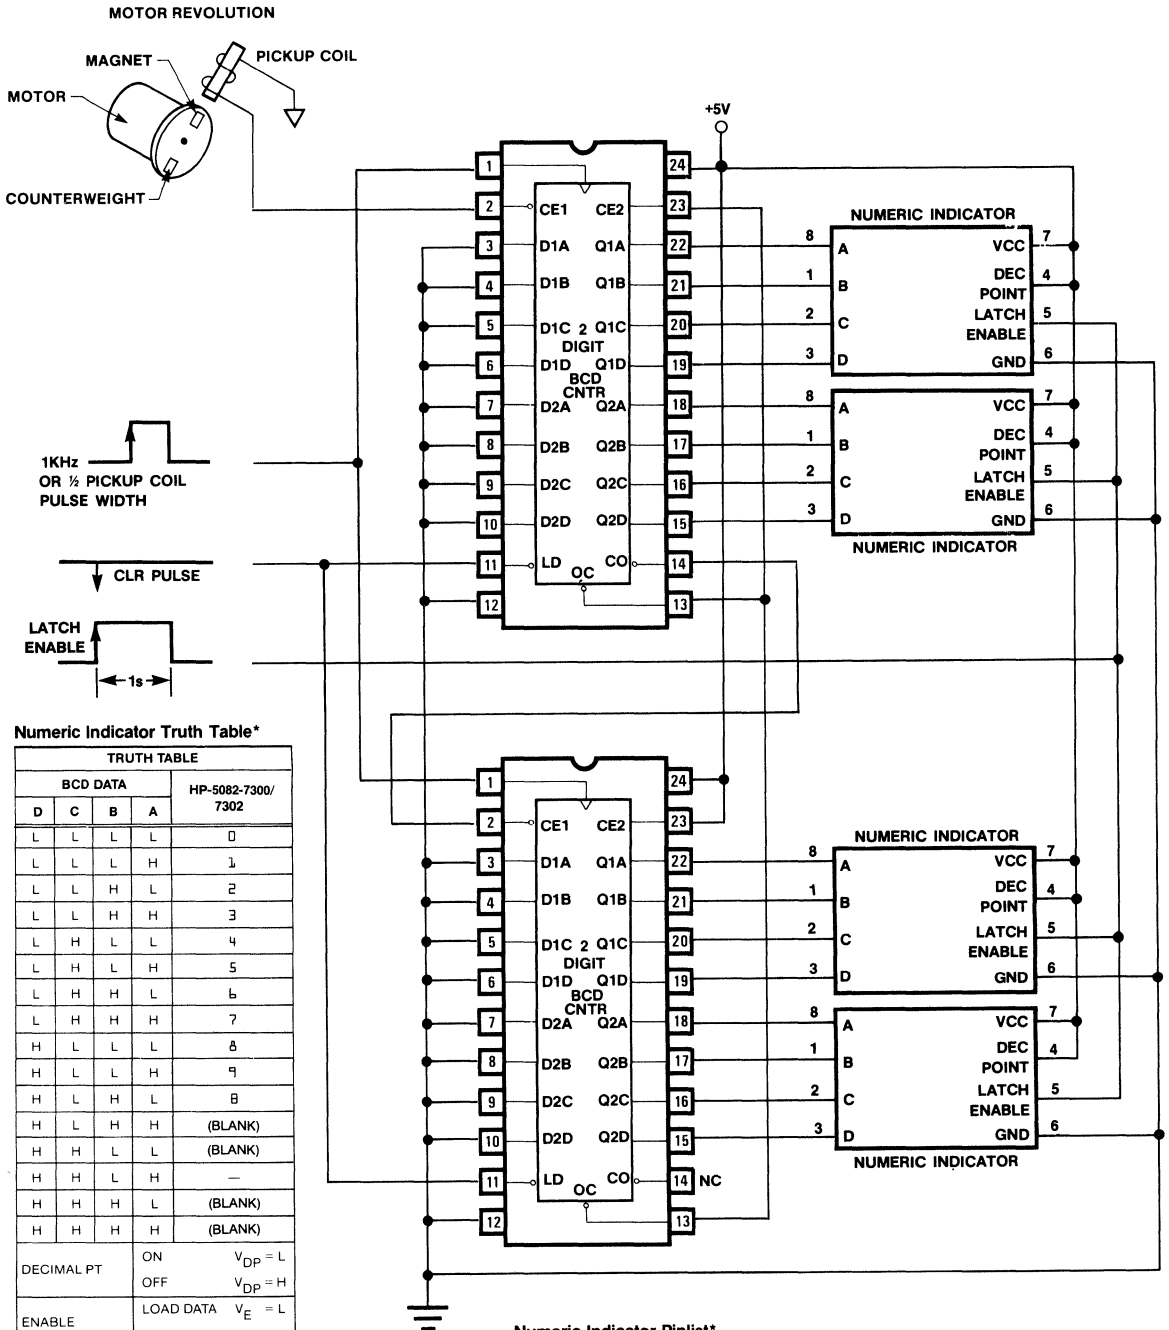 MOTOR REVOLUTION
MAGNET
PICKUP COIL
MOTOR
COUNTERWEIGHT
+5V
1
2
3
4
5
6
7
8
9
10
11
12
24
23
22
21
20
19
18
17
16
15
14
13
CE1 CE2
D1A Q1A
D1B Q1B
D1C 2 Q1C
DIGIT
D1D Q1D
BCD
CNTR
D2A Q2A
D2B Q2B
D2C Q2C
D2D Q2D
LD CO
OC
NUMERIC INDICATOR
8 A VCC 7
1 B DEC POINT 4
2 C LATCH ENABLE 5
3 D GND 6
8 A VCC 7
1 B DEC POINT 4
2 C LATCH ENABLE 5
3 D GND 6
NUMERIC INDICATOR
1KHz
OR ½ PICKUP COIL
PULSE WIDTH
CLR PULSE
LATCH
ENABLE
1s
1
2
3
4
5
6
7
8
9
10
11
12
24
23
22
21
20
19
18
17
16
15
14 NC
13
CE1 CE2
D1A Q1A
D1B Q1B
D1C 2 Q1C
DIGIT
D1D Q1D
BCD
CNTR
D2A Q2A
D2B Q2B
D2C Q2C
D2D Q2D
LD CO
OC
NUMERIC INDICATOR
8 A VCC 7
1 B DEC POINT 4
2 C LATCH ENABLE 5
3 D GND 6
8 A VCC 7
1 B DEC POINT 4
2 C LATCH ENABLE 5
3 D GND 6
NUMERIC INDICATOR
Numeric Indicator Truth Table*
TRUTH TABLE
BCD DATA HP-5082-7300/
7302
D C B A
L L L L 0
L L L H 1
L L H L 2
L L H H 3
L H L L 4
L H L H 5
L H H L 6
L H H H 7
H L L L 8
H L L H 9
H L H L 8
H L H H (BLANK)
H H L L (BLANK)
H H L H —
H H H L (BLANK)
H H H H (BLANK)
DECIMAL PT ON VDP = L
OFF VDP = H
ENABLE LOAD DATA VE = L
Numeric Indicator Pinlist*